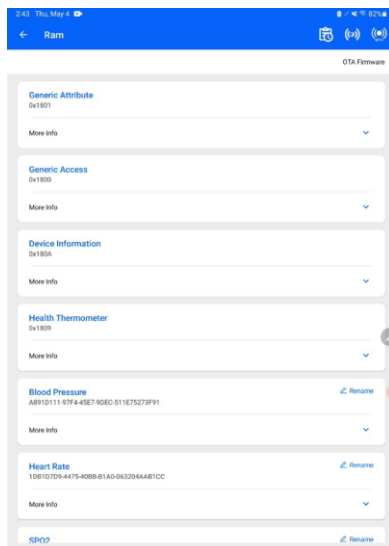 2:43 Thu, May 4
82%
Ram
OTA Firmware
Generic Attribute
0x1801
More Info
Generic Access
0x1800
More Info
Device Information
0x180A
More Info
Health Thermometer
0x1809
More Info
Blood Pressure
Rename
A891D111-97F4-45E7-9DEC-511E75273F91
More Info
Heart Rate
Rename
1DB1D7D9-4475-40BB-B1A0-063204AAB1CC
More Info
SPO2
Rename